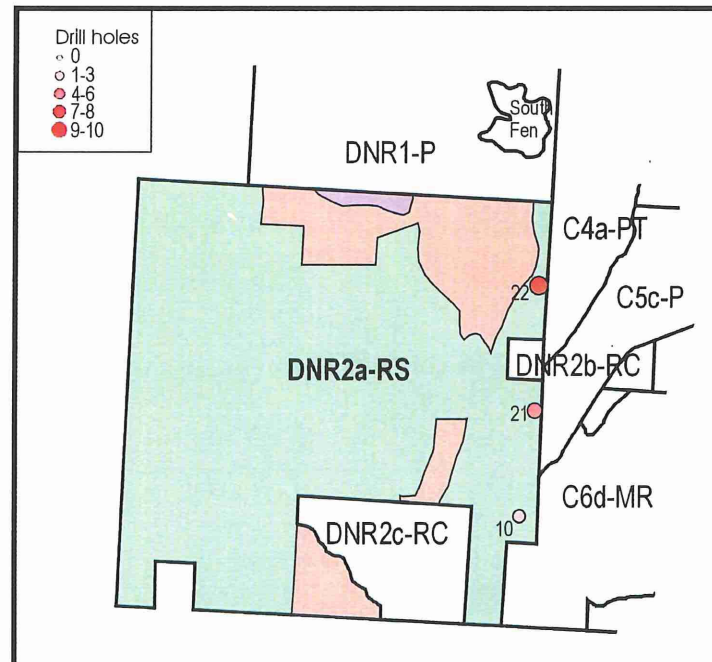 Drill holes
0
1-3
4-6
7-8
9-10
South
Fen
DNR1-P
C4a-PT
22
C5c-P
DNR2a-RS
DNR2b-RC
21
C6d-MR
10
DNR2c-RC